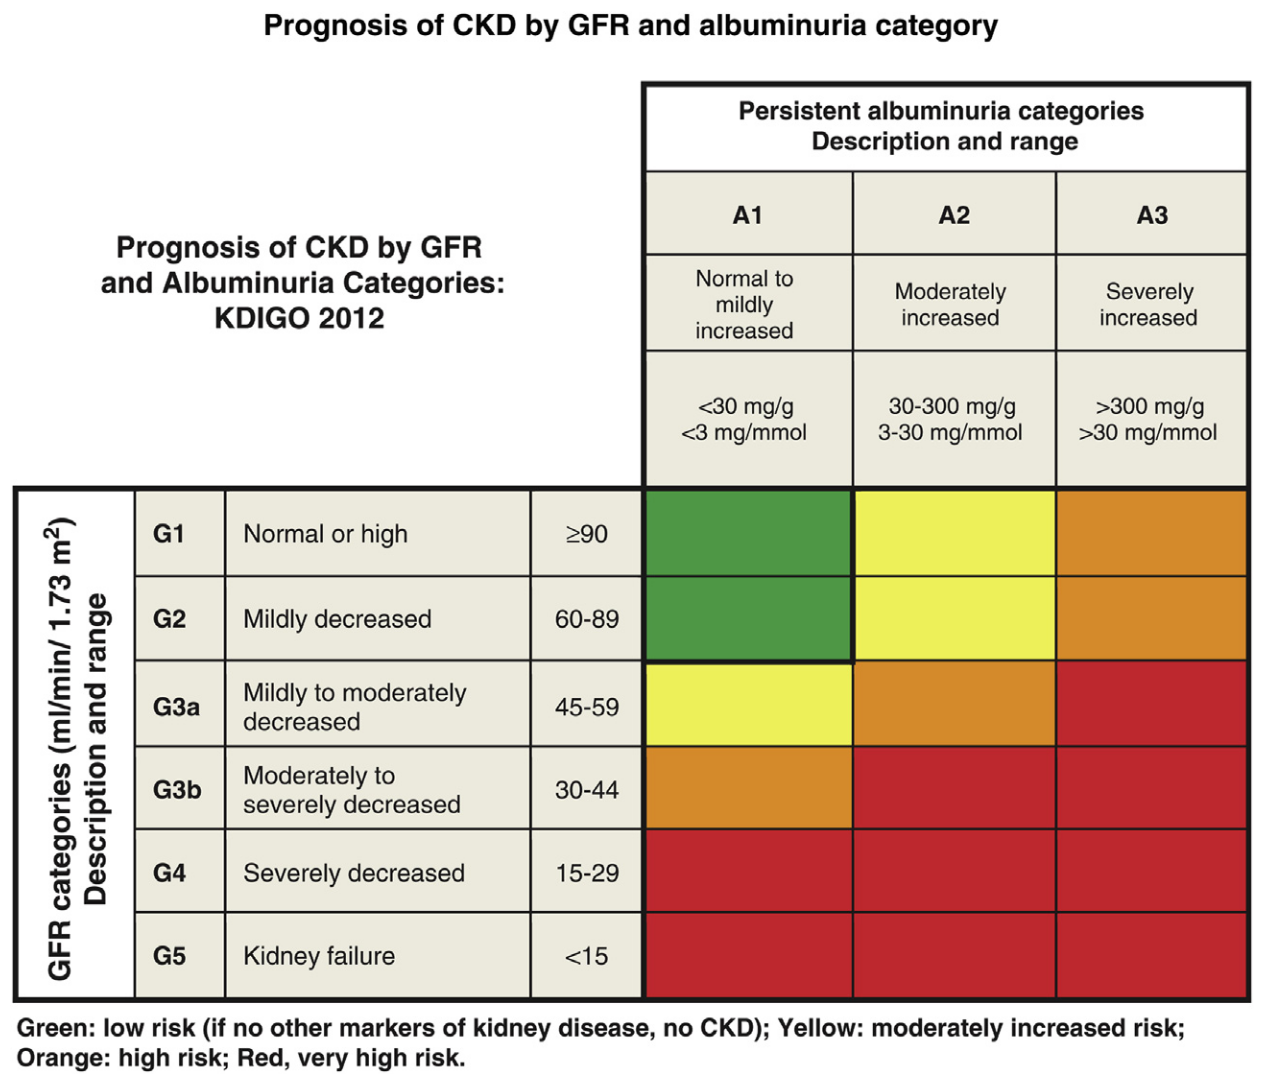 Prognosis of CKD by GFR and albuminuria category
Persistent albuminuria categories
Description and range
Prognosis of CKD by GFR
and Albuminuria Categories:
KDIGO 2012
A1
A2
A3
Normal to
mildly
increased
Moderately
increased
Severely
increased
<30 mg/g
<3 mg/mmol
30-300 mg/g
3-30 mg/mmol
>300 mg/g
>30 mg/mmol
GFR categories (ml/min/ 1.73 m²)
Description and range
G1
Normal or high
≥90
G2
Mildly decreased
60-89
G3a
Mildly to moderately
decreased
45-59
G3b
Moderately to
severely decreased
30-44
G4
Severely decreased
15-29
G5
Kidney failure
<15
Green: low risk (if no other markers of kidney disease, no CKD); Yellow: moderately increased risk;
Orange: high risk; Red, very high risk.